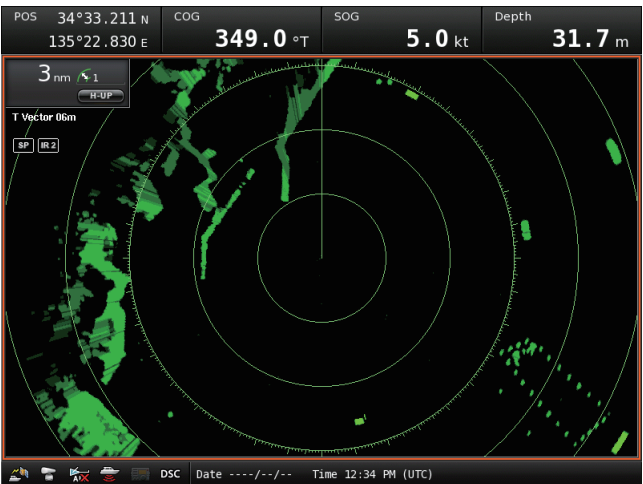 POS 34°33.211 N
135°22.830 E
COG
349.0 °T
SOG
5.0 kt
Depth
31.7 m
3 nm 1
H-UP
T Vector 06m
SP IR 2
DSC Date ----/--/-- Time 12:34 PM (UTC)